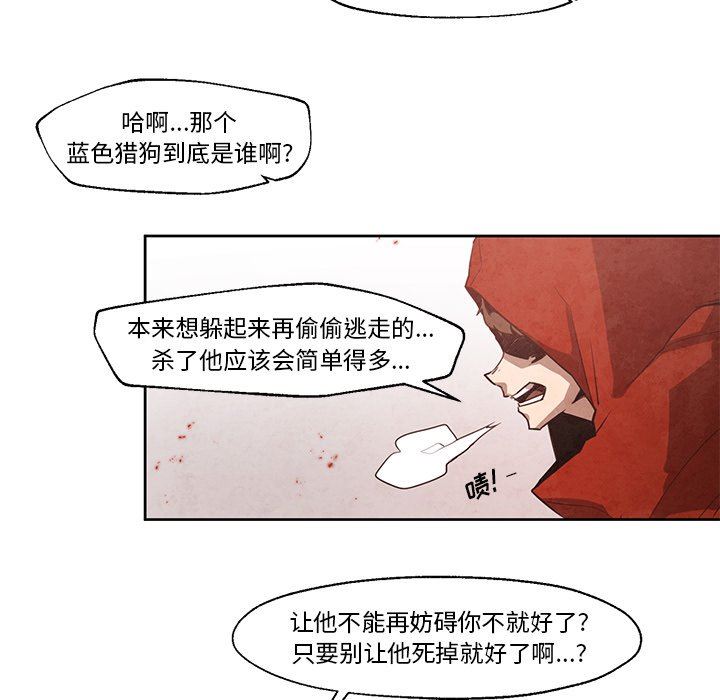 哈啊...那个
蓝色猎狗到底是谁啊?
本来想躲起来再偷偷逃走的...
杀了他应该会简单得多...
啧!
让他不能再妨碍你不就好了?
只要别让他死掉就好了啊...?